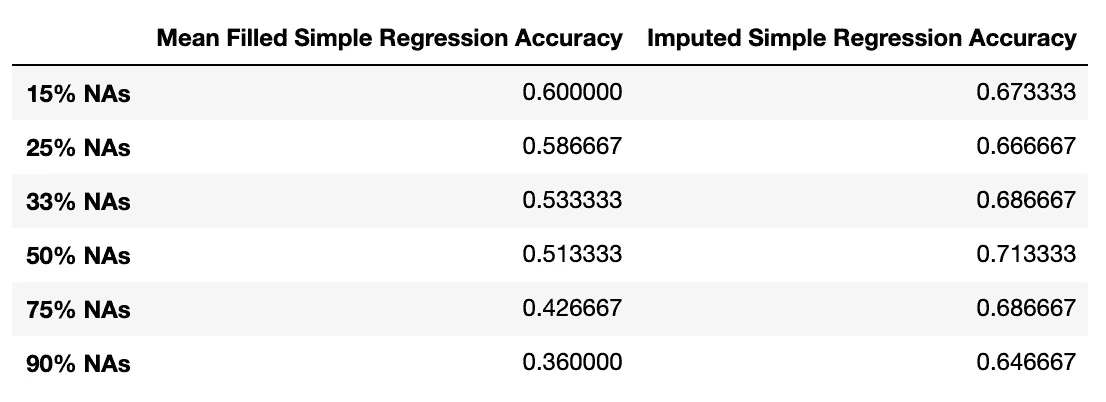 Mean Filled Simple Regression Accuracy Imputed Simple Regression Accuracy
15% NAs 0.600000 0.673333
25% NAs 0.586667 0.666667
33% NAs 0.533333 0.686667
50% NAs 0.513333 0.713333
75% NAs 0.426667 0.686667
90% NAs 0.360000 0.646667